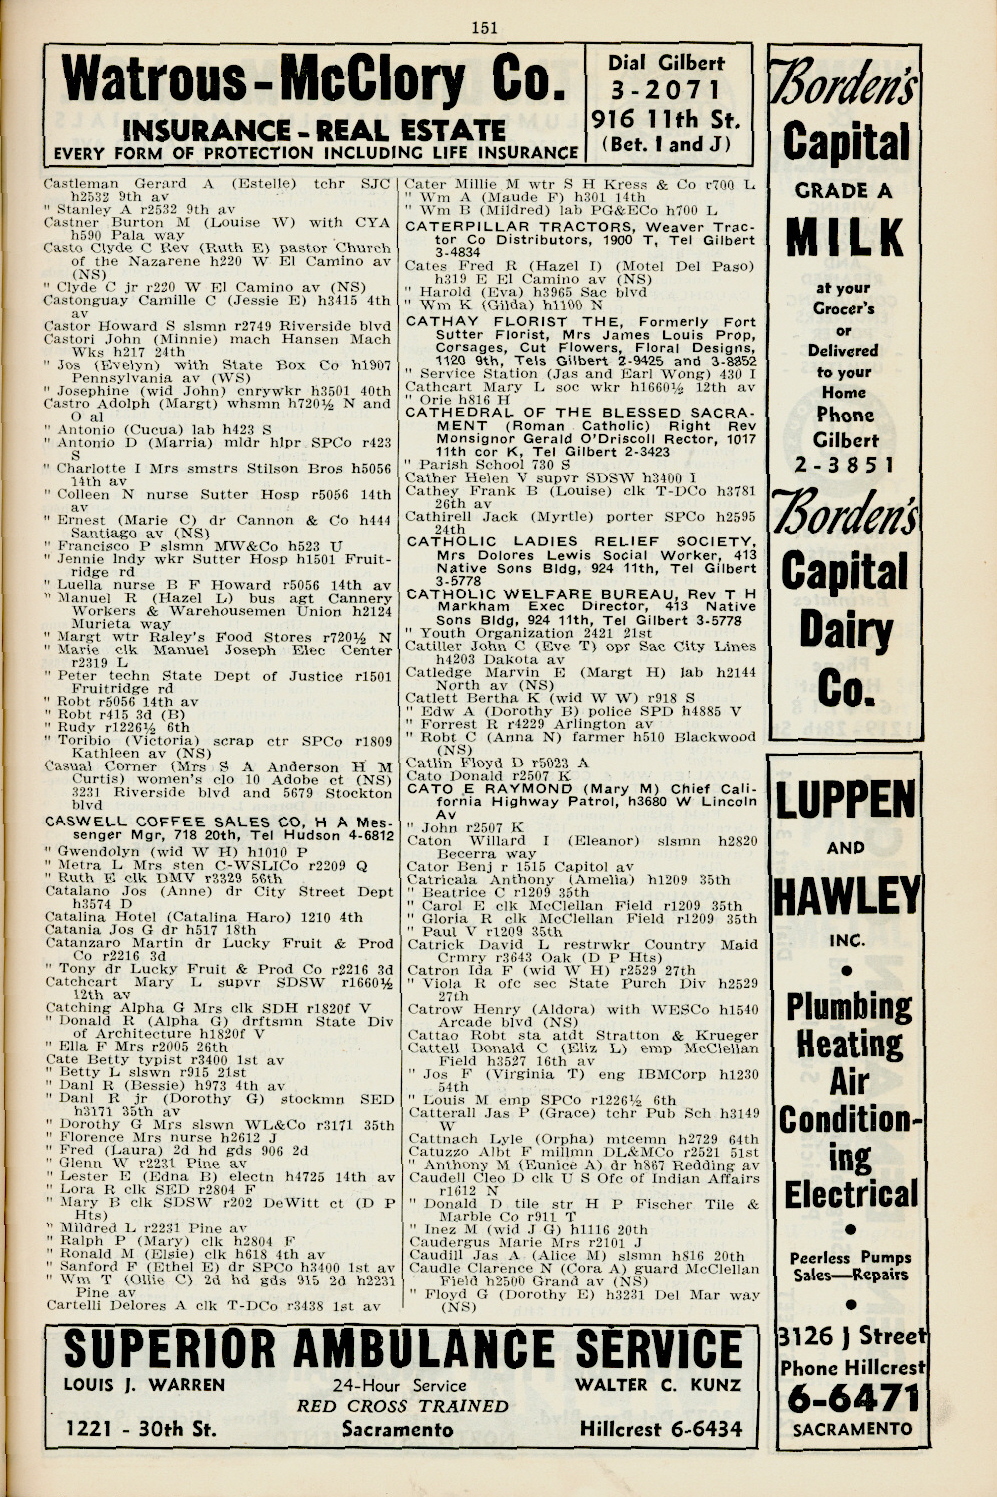 151
Watrous-McClory Co.
INSURANCE-REAL ESTATE
EVERY FORM OF PROTECTION INCLUDING LIFE INSURANCE
Dial Gilbert
3-2071
916 11th St.
(Bet. I and J)
Castleman Gerard A (Estelle) tchr SJC
h2532 9th av
" Stanley A r2532 9th av
Castner Burton M (Louise W) with CYA
h590 Pala way
Casto Clyde C Rev (Ruth E) pastor Church
of the Nazarene h220 W El Camino av
(NS)
" Clyde C jr r220 W El Camino av (NS)
Castonguay Camille C (Jessie E) h3415 4th
av
Castor Howard S slsmn r2749 Riverside blvd
Castori John (Minnie) mach Hansen Mach
Wks h217 24th
" Jos (Evelyn) with State Box Co h1907
Pennsylvania av (WS)
" Josephine (wid John) cnrywkr h3501 40th
Castro Adolph (Margt) whsmn h720½ N and
O al
" Antonio (Cucua) lab h423 S
" Antonio D (Marria) mldr hlpr SPCo r423
S
" Charlotte I Mrs smstrs Stilson Bros h5056
14th av
" Colleen N nurse Sutter Hosp r5056 14th
av
" Ernest (Marie C) dr Cannon & Co h444
Santiago av (NS)
" Francisco P slsmn MW&Co h523 U
" Jennie lndy wkr Sutter Hosp h1501 Fruit-
ridge rd
" Luella nurse B F Howard r5056 14th av
" Manuel R (Hazel L) bus agt Cannery
Workers & Warehousemen Union h2124
Murieta way
" Margt wtr Raley's Food Stores r720½ N
" Marie clk Manuel Joseph Elec Center
r2319 L
" Peter techn State Dept of Justice r1501
Fruitridge rd
" Robt r5056 14th av
" Robt r415 3d (B)
" Rudy r1226½ 6th
" Toribio (Victoria) scrap ctr SPCo r1809
Kathleen av (NS)
Casual Corner (Mrs S A Anderson H M
Curtis) women's clo 10 Adobe ct (NS)
3231 Riverside blvd and 5679 Stockton
blvd
CASWELL COFFEE SALES CO, H A Mes-
senger Mgr, 718 20th, Tel Hudson 4-6812
" Gwendolyn (wid W H) h1010 P
" Metra L Mrs sten C-WSLICo r2209 Q
" Ruth E clk DMV r3329 56th
Catalano Jos (Anne) dr City Street Dept
h3574 D
Catalina Hotel (Catalina Haro) 1210 4th
Catania Jos G dr h517 18th
Catanzaro Martin dr Lucky Fruit & Prod
Co r2216 3d
" Tony dr Lucky Fruit & Prod Co r2216 3d
Cathcart Mary L supvr SDSW r1660½
12th av
Catching Alpha G Mrs clk SDH r1820f V
" Donald R (Alpha G) drftsmn State Div
of Architecture h1820f V
" Ella F Mrs r2005 26th
Cate Betty typist r3400 1st av
" Betty L slswn r915 21st
" Danl R (Bessie) h973 4th av
" Danl R jr (Dorothy G) stockmn SED
h3171 35th av
" Dorothy G Mrs slswn WL&Co r3171 35th
" Florence Mrs nurse h2612 J
" Fred (Laura) 2d hd gds 906 2d
" Glenn W r2231 Pine av
" Lester E (Edna B) electn h4725 14th av
" Lora R clk SED r2804 F
" Mary B clk SDSW r202 DeWitt ct (D P
Hts)
" Mildred L r2231 Pine av
" Ralph P (Mary) clk h2804 F
" Ronald M (Elsie) clk h618 4th av
" Sanford F (Ethel E) dr SPCo h3400 1st av
" Wm T (Ollie C) 2d hd gds 915 2d h2231
Pine av
Cartelli Delores A clk T-DCo r3438 1st av
Cater Millie M wtr S H Kress & Co r700 L
" Wm A (Maude F) h301 14th
" Wm B (Mildred) lab PG&ECo h700 L
CATERPILLAR TRACTORS, Weaver Trac-
tor Co Distributors, 1900 T, Tel Gilbert
3-4834
Cates Fred R (Hazel I) (Motel Del Paso)
h319 E El Camino av (NS)
" Harold (Eva) h3965 Sac blvd
" Wm K (Gilda) h1100 N
CATHAY FLORIST THE, Formerly Fort
Sutter Florist, Mrs James Louis Prop,
Corsages, Cut Flowers, Floral Designs,
1120 9th, Tels Gilbert 2-9425 and 3-8852
" Service Station (Jas and Earl Wong) 430 I
Cathcart Mary L soc wkr h1660½ 12th av
" Orie h816 H
CATHEDRAL OF THE BLESSED SACRA-
MENT (Roman Catholic) Right Rev
Monsignor Gerald O'Driscoll Rector, 1017
11th cor K, Tel Gilbert 2-3423
" Parish School 730 S
Cather Helen V supvr SDSW h3400 I
Cathey Frank B (Louise) clk T-DCo h3781
26th av
Cathirell Jack (Myrtle) porter SPCo h2595
24th
CATHOLIC LADIES RELIEF SOCIETY,
Mrs Dolores Lewis Social Worker, 413
Native Sons Bldg, 924 11th, Tel Gilbert
3-5778
CATHOLIC WELFARE BUREAU, Rev T H
Markham Exec Director, 413 Native
Sons Bldg, 924 11th, Tel Gilbert 3-5778
" Youth Organization 2421 21st
Catiller John C (Eve T) opr Sac City Lines
h4203 Dakota av
Catledge Marvin E (Margt H) lab h2144
North av (NS)
Catlett Bertha K (wid W W) r918 S
" Edw A (Dorothy B) police SPD h4885 V
" Forrest R r4229 Arlington av
" Robt C (Anna N) farmer h510 Blackwood
(NS)
Catlin Floyd D r5023 A
Cato Donald r2507 K
CATO E RAYMOND (Mary M) Chief Cali-
fornia Highway Patrol, h3680 W Lincoln
Av
" John r2507 K
Caton Willard I (Eleanor) slsmn h2820
Becerra way
Cator Benj r 1515 Capitol av
Catricala Anthony (Amelia) h1209 35th
" Beatrice C r1209 35th
" Carol E clk McClellan Field r1209 35th
" Gloria R clk McClellan Field r1209 35th
" Paul V r1209 35th
Catrick David L restrwkr Country Maid
Crmry r3643 Oak (D P Hts)
Catron Ida F (wid W H) r2529 27th
" Viola R ofc sec State Purch Div h2529
27th
Catrow Henry (Aldora) with WESCo h1540
Arcade blvd (NS)
Cattao Robt sta atdt Stratton & Krueger
Cattell Donald C (Eliz L) emp McClellan
Field h3527 16th av
" Jos F (Virginia T) eng IBMCorp h1230
54th
" Louis M emp SPCo r1226½ 6th
Catterall Jas P (Grace) tchr Pub Sch h3149
W
Cattnach Lyle (Orpha) mtcemn h2729 64th
Catuzzo Albt F millmn DL&MCo r2521 51st
" Anthony M (Eunice A) dr h867 Redding av
Caudell Cleo D clk U S Ofc of Indian Affairs
r1612 N
" Donald D tile str H P Fischer Tile &
Marble Co r911 T
" Inez M (wid J G) h1116 20th
Caudergus Marie Mrs r2101 J
Caudill Jas A (Alice M) slsmn h816 20th
Caudle Clarence N (Cora A) guard McClellan
Field h2500 Grand av (NS)
" Floyd G (Dorothy E) h3231 Del Mar way
(NS)
Borden's
Capital
GRADE A
MILK
at your
Grocer's
or
Delivered
to your
Home
Phone
Gilbert
2-3851
Borden's
Capital
Dairy
Co.
LUPPEN
AND
HAWLEY
INC.
•
Plumbing
Heating
Air
Condition-
ing
Electrical
•
Peerless Pumps
Sales—Repairs
•
3126 J Street
Phone Hillcrest
6-6471
SACRAMENTO
SUPERIOR AMBULANCE SERVICE
LOUIS J. WARREN
24-Hour Service
WALTER C. KUNZ
RED CROSS TRAINED
1221 - 30th St.
Sacramento
Hillcrest 6-6434